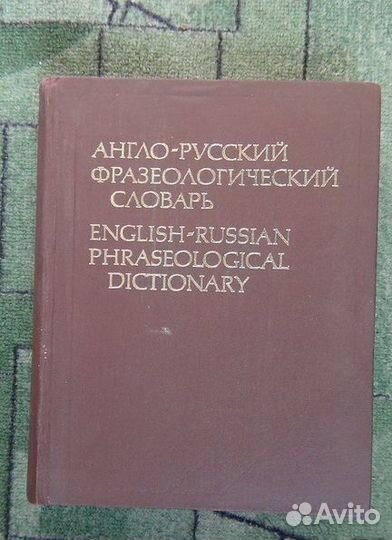 АНГЛО-РУССКИЙ
ФРАЗЕОЛОГИЧЕСКИЙ
СЛОВАРЬ
ENGLISH-RUSSIAN
PHRASEOLOGICAL
DICTIONARY
Avito